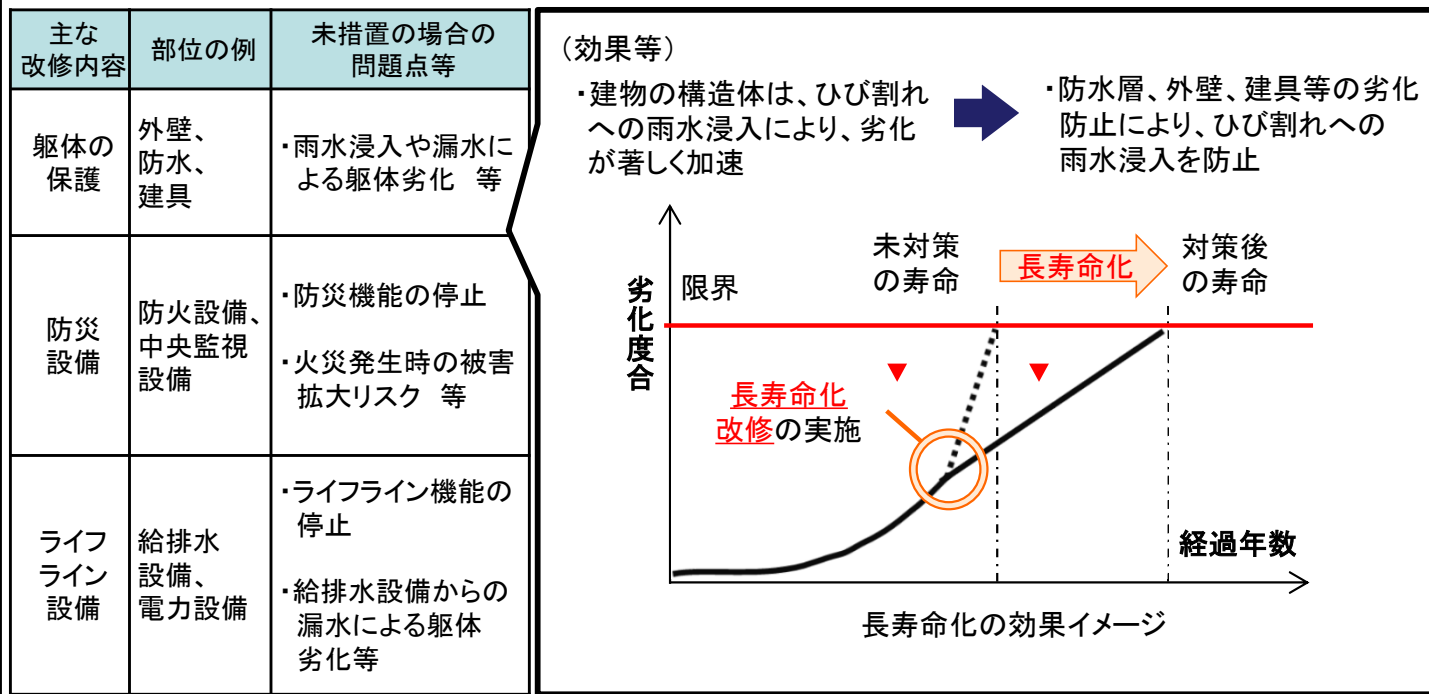 主な
改修内容
部位の例
未措置の場合の
問題点等
躯体の
保護
外壁、
防水、
建具
・雨水浸入や漏水に
よる躯体劣化 等
防災
設備
防火設備、
中央監視
設備
・防災機能の停止
・火災発生時の被害
拡大リスク 等
ライフ
ライン
設備
給排水
設備、
電力設備
・ライフライン機能の
停止
・給排水設備からの
漏水による躯体
劣化等
（効果等）
・建物の構造体は、ひび割れ
への雨水浸入により、劣化
が著しく加速
・防水層、外壁、建具等の劣化
防止により、ひび割れへの
雨水浸入を防止
未対策
の寿命
長寿命化
対策後
の寿命
限界
劣化度合
長寿命化
改修の実施
経過年数
長寿命化の効果イメージ